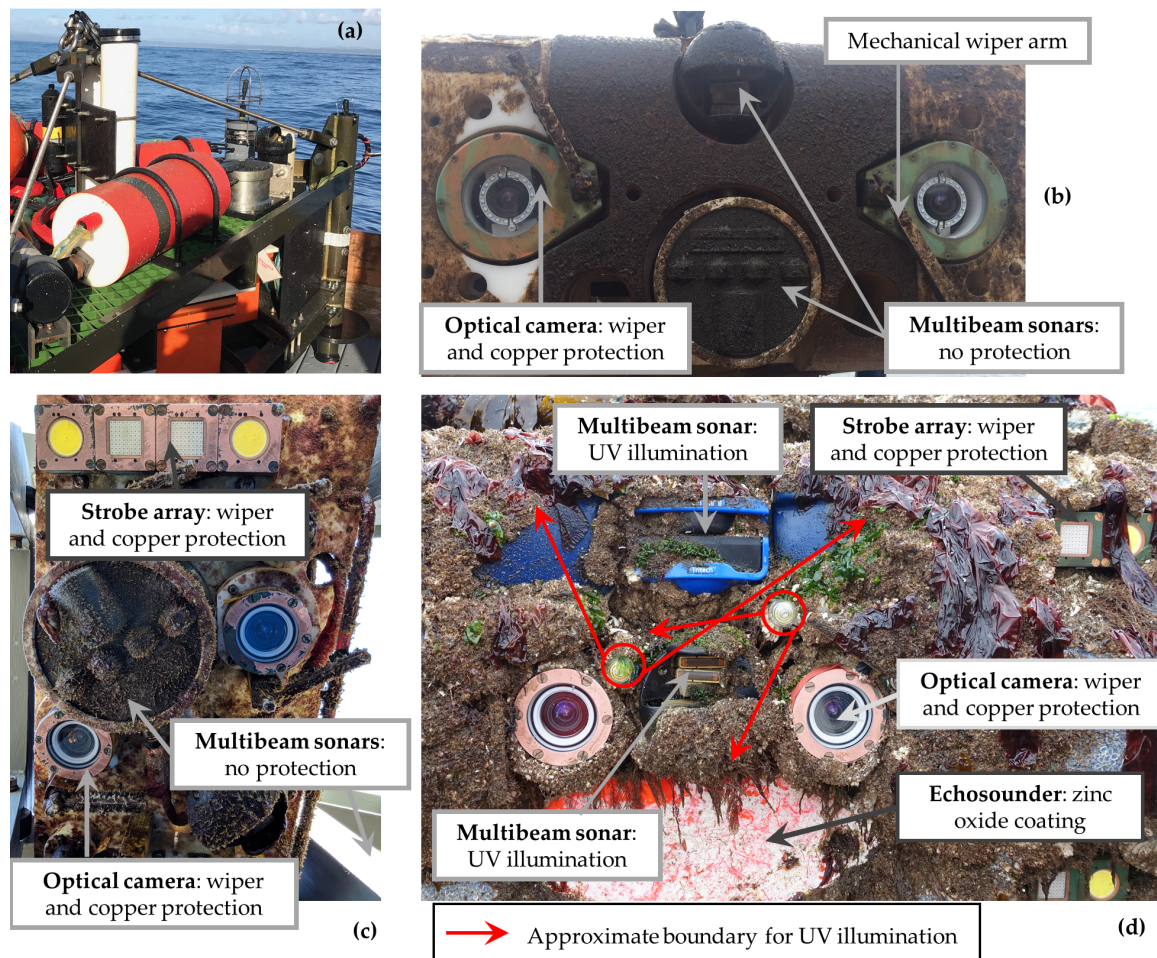 (a)
Mechanical wiper arm
(b)
Optical camera: wiper
and copper protection
Multibeam sonars:
no protection
Strobe array: wiper
and copper protection
Multibeam sonars:
no protection
Optical camera: wiper
and copper protection
(c)
Multibeam sonar:
UV illumination
Strobe array: wiper
and copper protection
Tritech
Optical camera: wiper
and copper protection
Echosounder: zinc
oxide coating
Multibeam sonar:
UV illumination
(d)
Approximate boundary for UV illumination